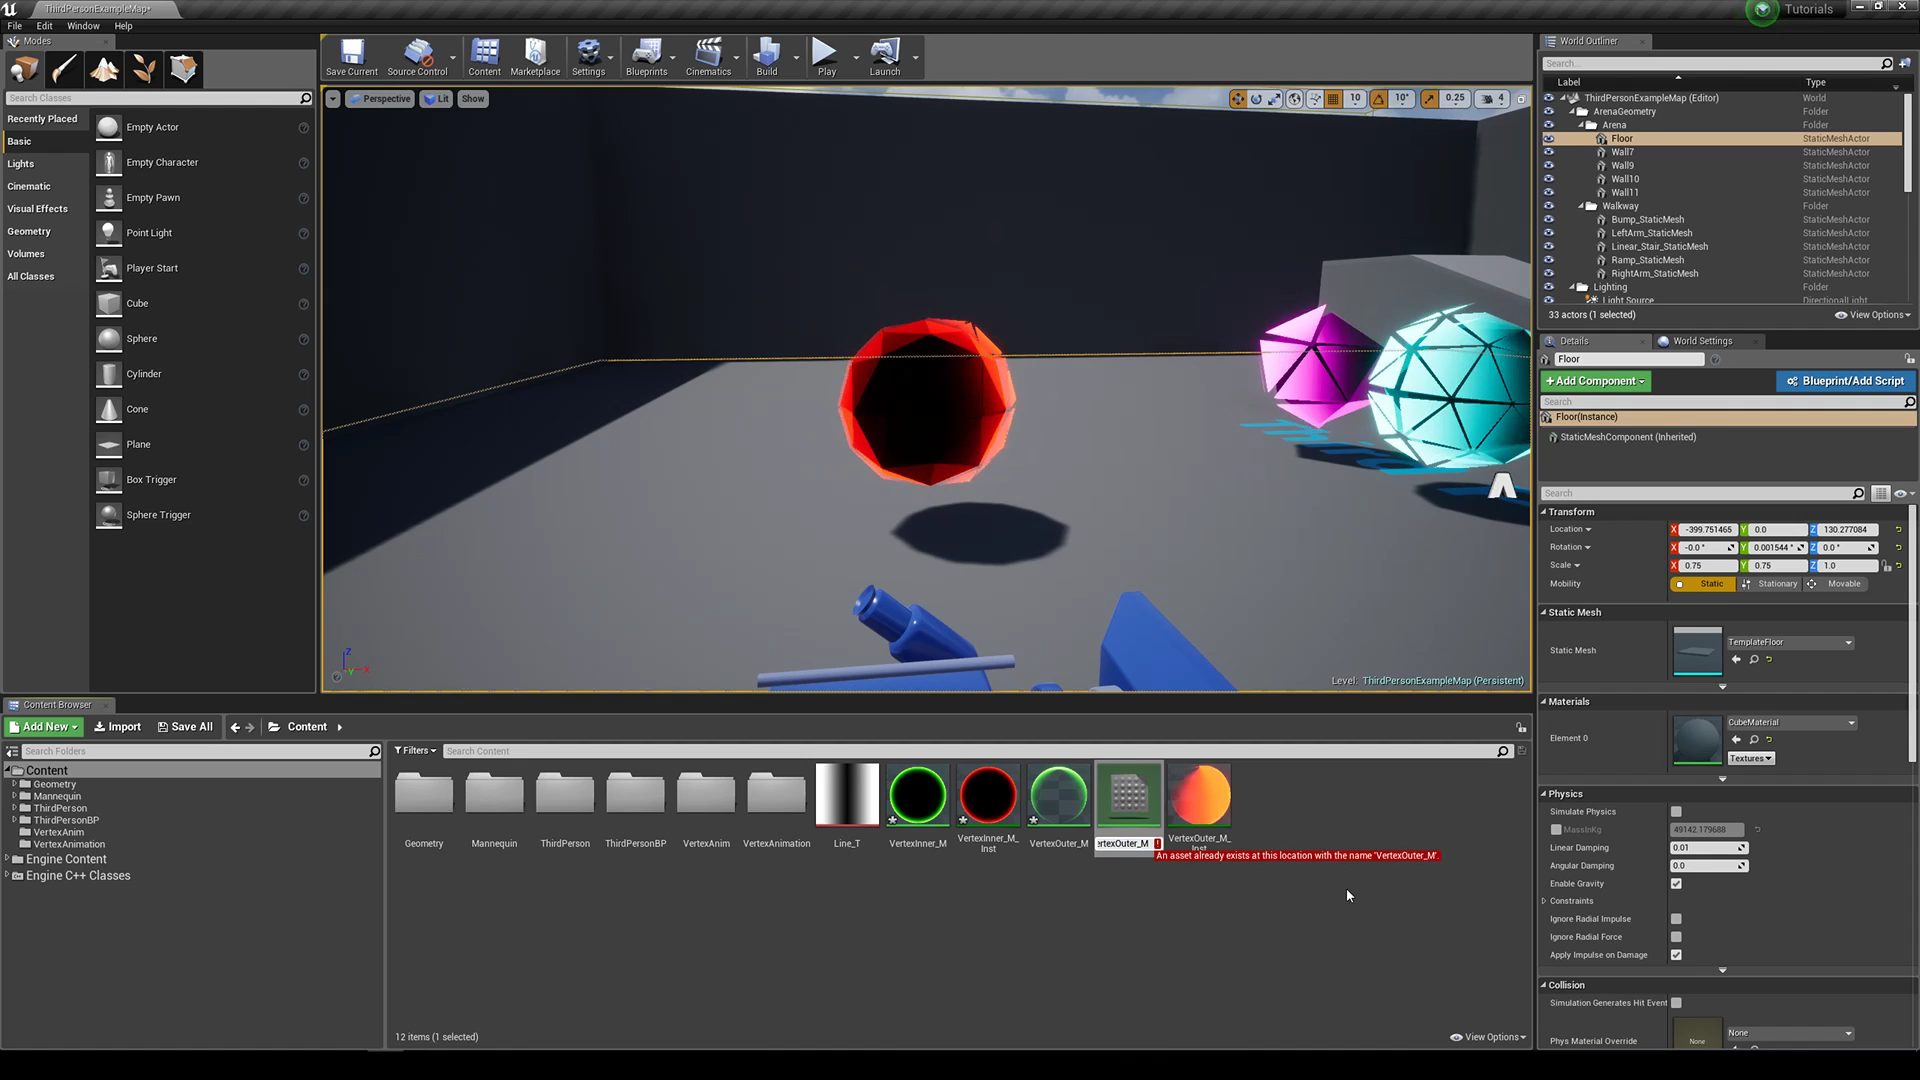 ThirdPersonExampleMap*
Tutorials
File Edit Window Help
Modes
Search Classes
Recently Placed
Basic
Lights
Cinematic
Visual Effects
Geometry
Volumes
All Classes
Empty Actor
Empty Character
Empty Pawn
Point Light
Player Start
Cube
Sphere
Cylinder
Cone
Plane
Box Trigger
Sphere Trigger
Save Current
Source Control
Content
Marketplace
Settings
Blueprints
Cinematics
Build
Play
Launch
Perspective
Lit
Show
10
10°
0.25
4
Level: ThirdPersonExampleMap (Persistent)
World Outliner
Search...
Label Type
ThirdPersonExampleMap (Editor) World
ArenaGeometry Folder
Arena Folder
Floor StaticMeshActor
Wall7 StaticMeshActor
Wall9 StaticMeshActor
Wall10 StaticMeshActor
Wall11 StaticMeshActor
Walkway Folder
Bump_StaticMesh StaticMeshActor
LeftArm_StaticMesh StaticMeshActor
Linear_Stair_StaticMesh StaticMeshActor
Ramp_StaticMesh StaticMeshActor
RightArm_StaticMesh StaticMeshActor
Lighting Folder
Light Source DirectionalLight
33 actors (1 selected)
View Options
Details
World Settings
Floor
+Add Component
Blueprint/Add Script
Search
Floor(Instance)
StaticMeshComponent (Inherited)
Search
Transform
Location X -399.751465 Y 0.0 Z 130.277084
Rotation X -0.0 ° Y 0.001544 ° Z 0.0 °
Scale X 0.75 Y 0.75 Z 1.0
Mobility Static Stationary Movable
Static Mesh
Static Mesh
TemplateFloor
Materials
Element 0
CubeMaterial
Textures
Physics
Simulate Physics
MassInKg 49142.179688
Linear Damping 0.01
Angular Damping 0.0
Enable Gravity
Constraints
Ignore Radial Impulse
Ignore Radial Force
Apply Impulse on Damage
Collision
Simulation Generates Hit Event
Phys Material Override
None
None
Content Browser
Add New
Import
Save All
Content
Search Folders
Content
Geometry
Mannequin
ThirdPerson
ThirdPersonBP
VertexAnim
VertexAnimation
Engine Content
Engine C++ Classes
Filters
Search Content
Geometry
Mannequin
ThirdPerson
ThirdPersonBP
VertexAnim
VertexAnimation
Line_T
VertexInner_M
VertexInner_M_
Inst
VertexOuter_M
ertexOuter_M
VertexOuter_M_
Inst
An asset already exists at this location with the name 'VertexOuter_M'.
12 items (1 selected)
View Options